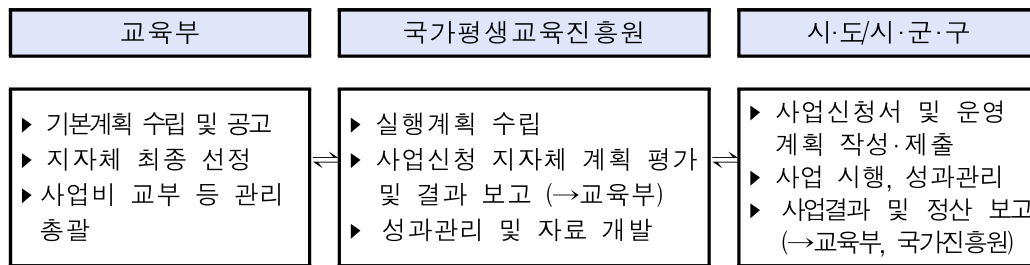 교육부
국가평생교육진흥원
시·도/시·군·구
▶ 기본계획 수립 및 공고
▶ 지자체 최종 선정
▶ 사업비 교부 등 관리
총괄
⇌
▶ 실행계획 수립
▶ 사업신청 지자체 계획 평가
및 결과 보고 (→교육부)
▶ 성과관리 및 자료 개발
⇌
▶ 사업신청서 및 운영
계획 작성·제출
▶ 사업 시행, 성과관리
▶ 사업결과 및 정산 보고
(→교육부, 국가진흥원)